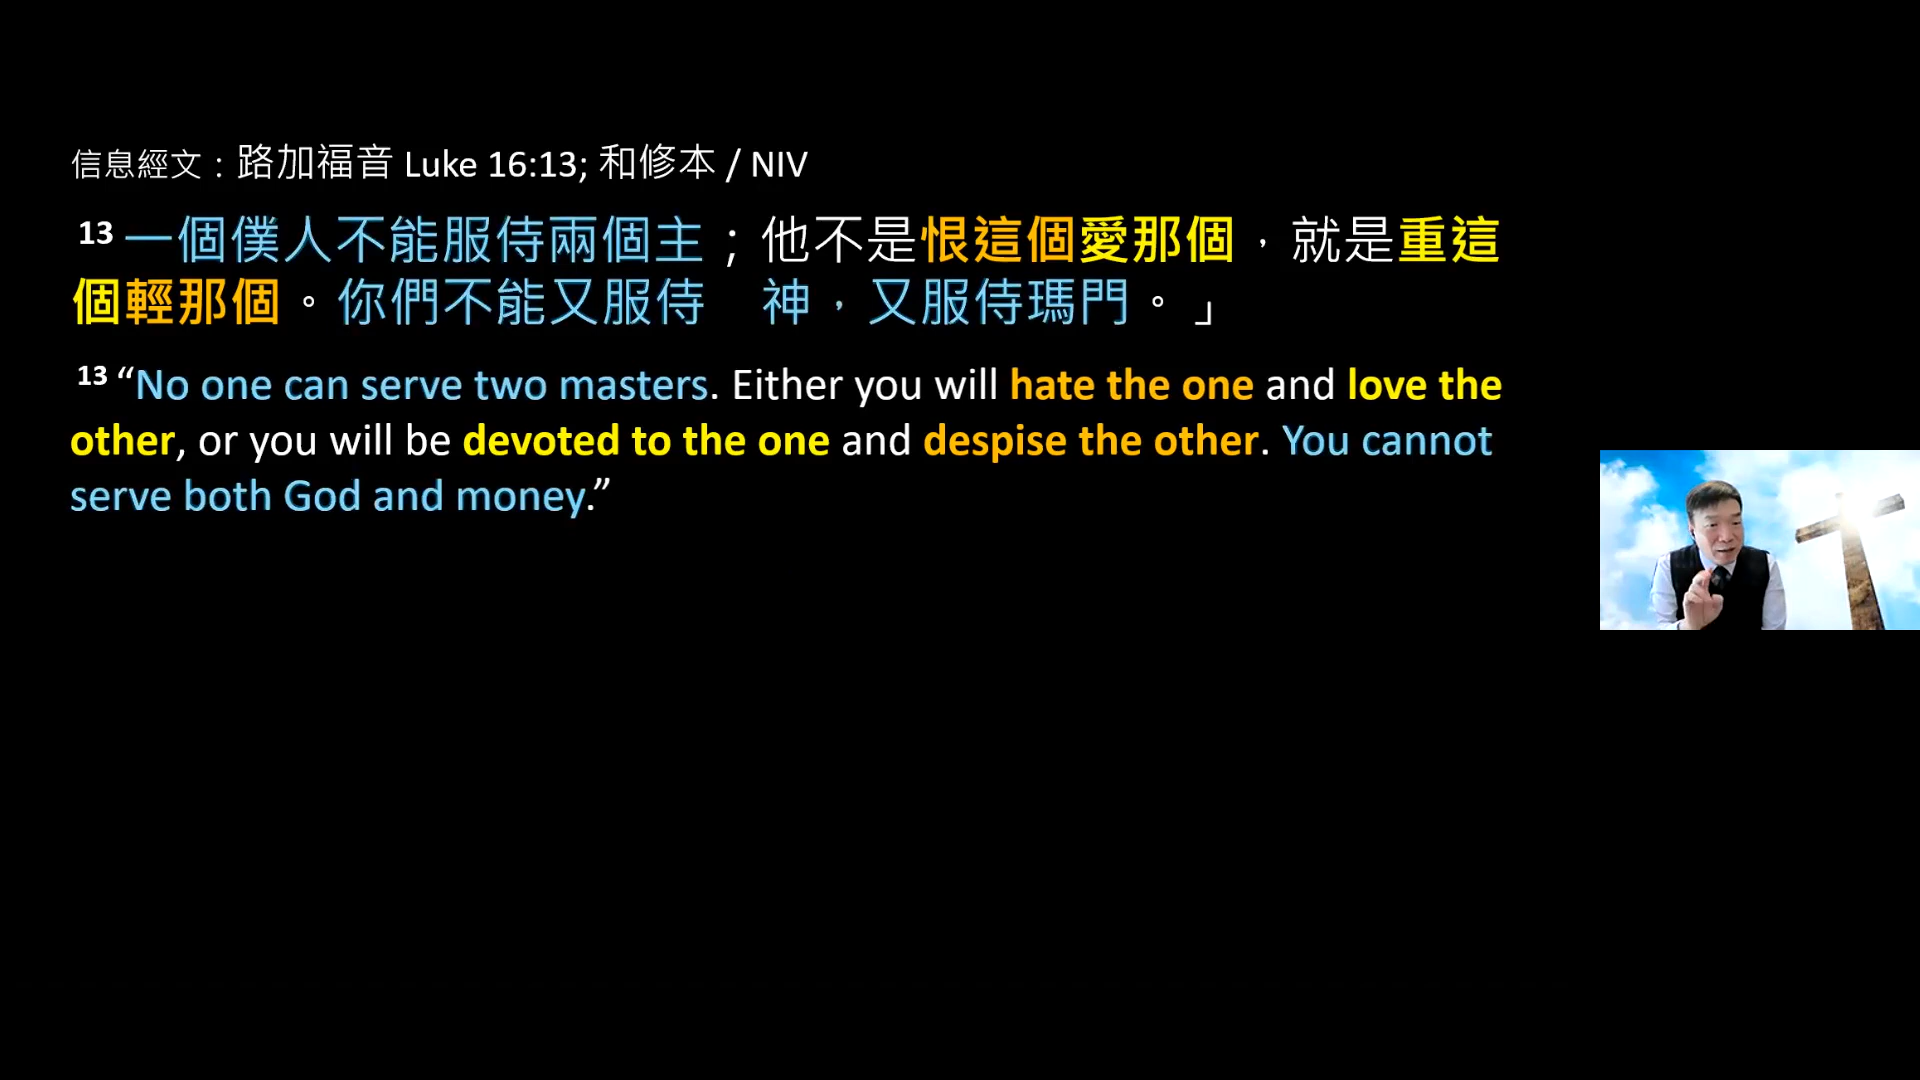 信息經文：路加福音 Luke 16:13; 和修本 / NIV
13 一個僕人不能服侍兩個主；他不是恨這個愛那個，就是重這
個輕那個。你們不能又服侍　神，又服侍瑪門。」
13 “No one can serve two masters. Either you will hate the one and love the
other, or you will be devoted to the one and despise the other. You cannot
serve both God and money.”